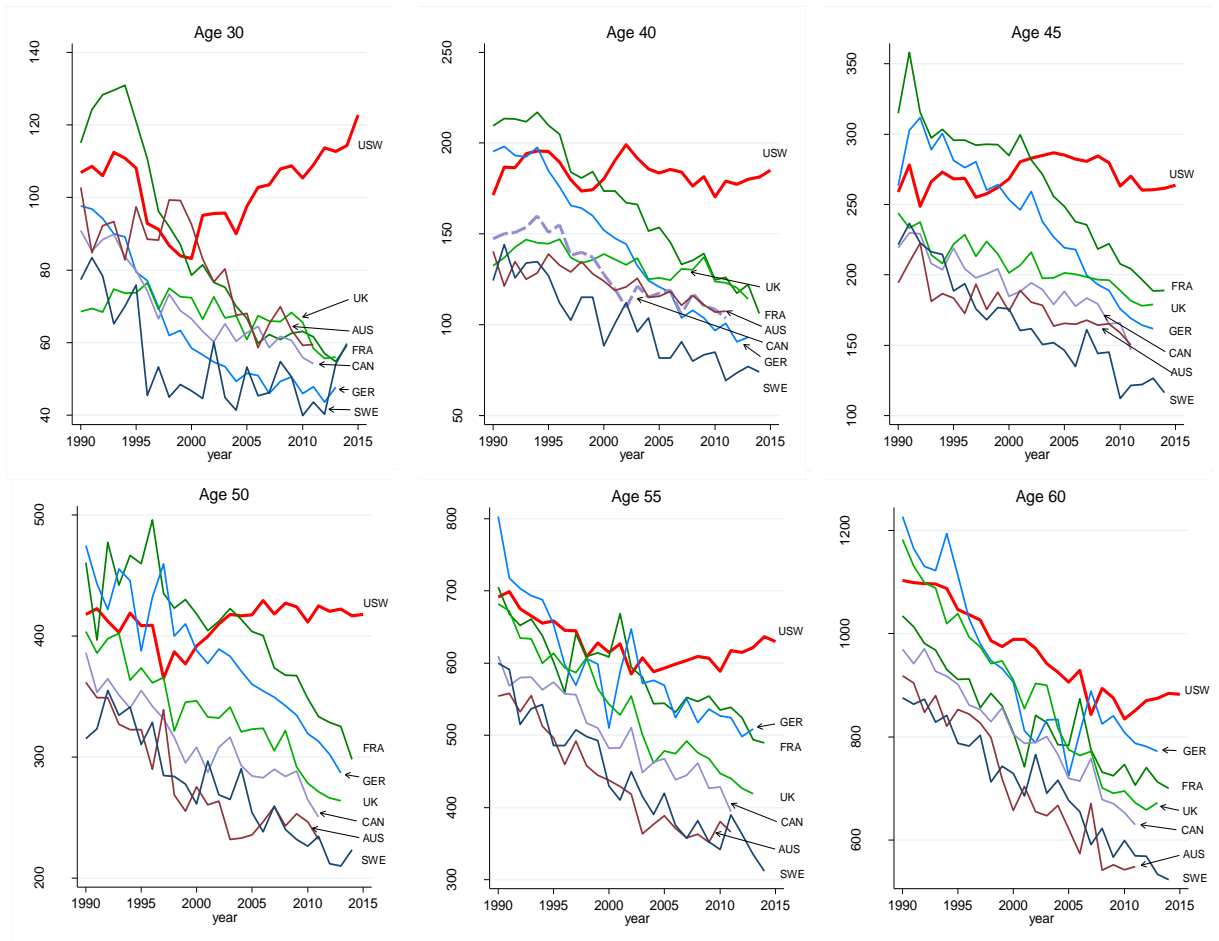 Age 30
140
120
100
80
60
40
USW
UK
AUS
FRA
CAN
GER
SWE
1990 1995 2000 2005 2010 2015
year
Age 40
250
200
150
100
50
USW
UK
FRA
AUS
CAN
GER
SWE
1990 1995 2000 2005 2010 2015
year
Age 45
350
300
250
200
150
100
USW
FRA
UK
GER
CAN
AUS
SWE
1990 1995 2000 2005 2010 2015
year
Age 50
500
400
300
200
USW
FRA
GER
UK
CAN
AUS
SWE
1990 1995 2000 2005 2010 2015
year
Age 55
800
700
600
500
400
300
USW
GER
FRA
UK
CAN
AUS
SWE
1990 1995 2000 2005 2010 2015
year
Age 60
1200
1000
800
600
USW
GER
FRA
UK
CAN
AUS
SWE
1990 1995 2000 2005 2010 2015
year